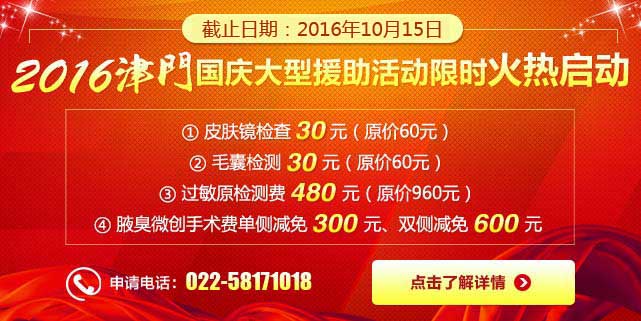 截止日期：2016年10月15日
2016津門国庆大型援助活动限时火热启动
① 皮肤镜检查 30 元（原价60元）
② 毛囊检测 30 元（原价60元）
③ 过敏原检测费 480 元（原价960元）
④ 腋臭微创手术费单侧减免 300 元、双侧减免 600 元
申请电话：022-58171018
点击了解详情